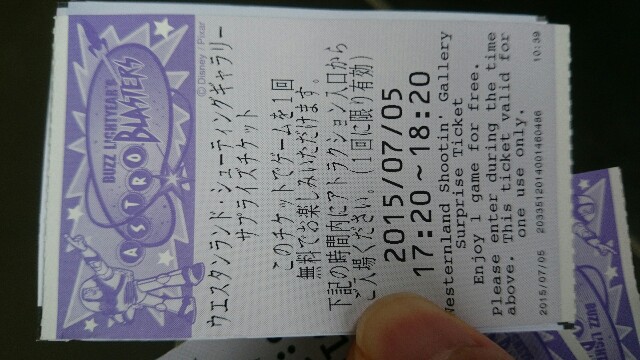 BUZZ LIGHTYEAR'S
ASTRO
BLASTERS
© Disney / Pixar
ウエスタンランド・シューティングギャラリー
サプライズチケット
このチケットでゲームを1回
無料でお楽しみいただけます。
下記の時間内にアトラクション入口から
ご入場ください。(1回に限り有効)
2015/07/05
17:20~18:20
Westernland Shootin' Gallery
Surprise Ticket
Enjoy 1 game for free.
Please enter during the time
above. This ticket valid for
one use only.
2015/07/05 2033512014001460486 10:39
BUZZ